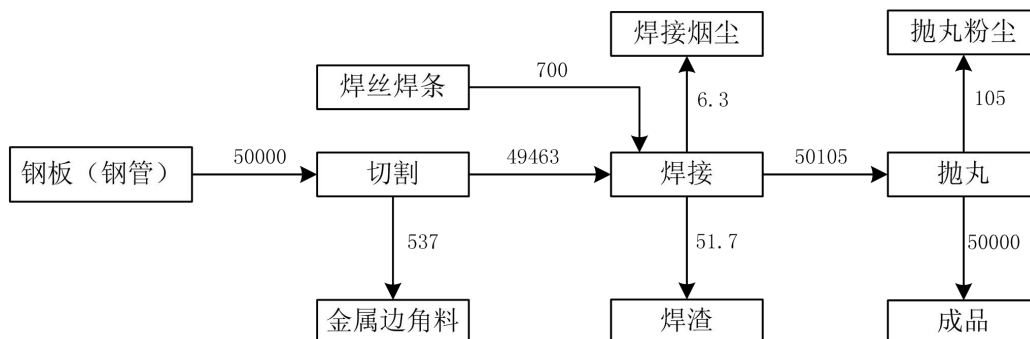 焊接烟尘
抛丸粉尘
焊丝焊条
700
6.3
105
钢板（钢管）
50000
切割
49463
焊接
50105
抛丸
537
51.7
50000
金属边角料
焊渣
成品